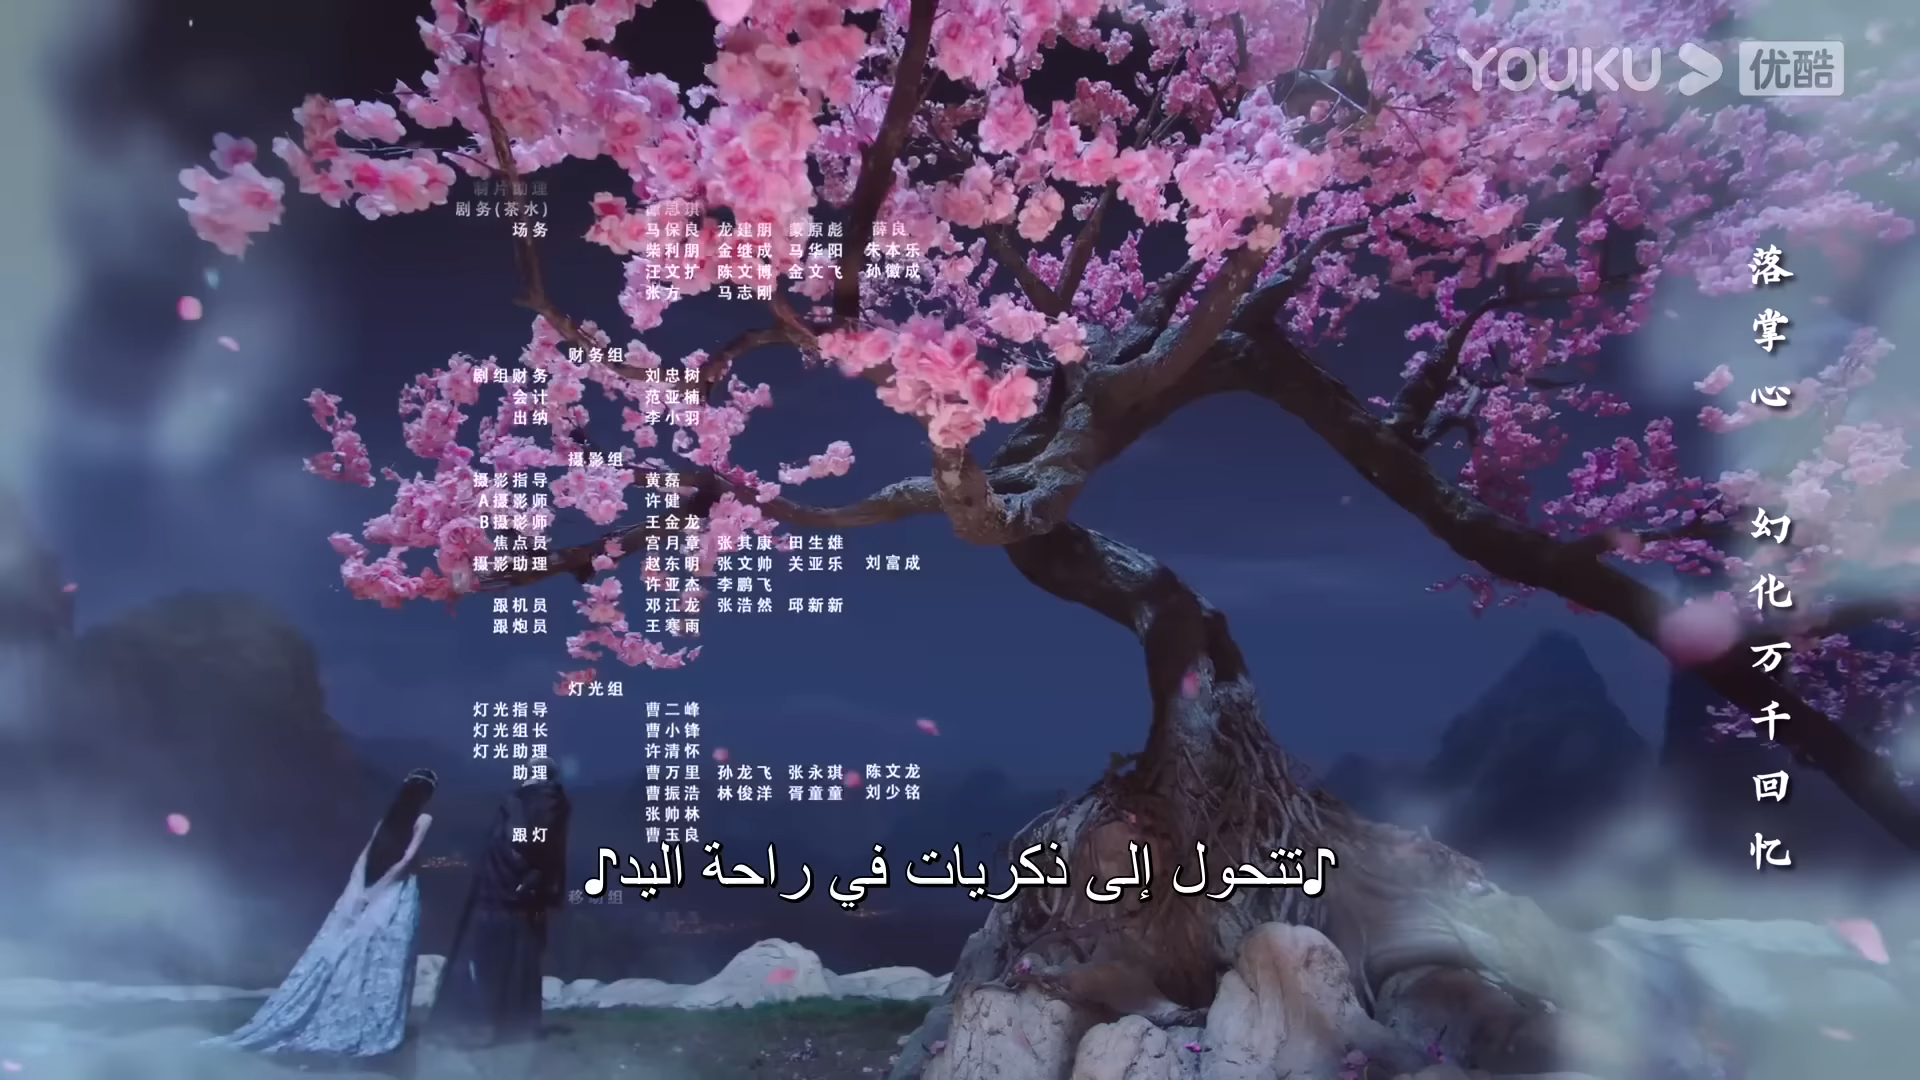 YOUKU 优酷
制片助理
剧务(茶水) 思琪
场务 马保良 龙建朋 蒙原彪 薛良
柴利朋 金继成 马华阳 朱本乐
汪文扩 陈文博 金文飞 孙徽成
张方 马志刚
财务组
剧组财务 刘忠树
会计 范亚楠
出纳 李小羽
摄影组
摄影指导 黄磊
A摄影师 许健
B摄影师 王金龙
焦点员 宫月章 张其康 田生雄
摄影助理 赵东明 张文帅 关亚乐 刘富成
许亚杰 李鹏飞
跟机员 邓江龙 张浩然 邱新新
跟炮员 王寒雨
灯光组
灯光指导 曹二峰
灯光组长 曹小锋
灯光助理 许清怀
助理 曹万里 孙龙飞 张永琪 陈文龙
曹振浩 林俊洋 胥童童 刘少铭
张帅林
跟灯 曹玉良
移动组
落掌心 幻化万千回忆
♪تتحول إلى ذكريات في راحة اليد♪